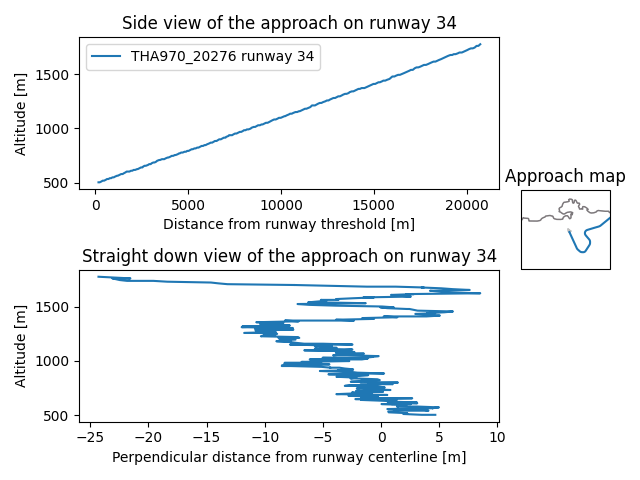 Side view of the approach on runway 34
THA970_20276 runway 34
Altitude [m]
1500
1000
500
0
5000
10000
15000
20000
Distance from runway threshold [m]
Approach map
Straight down view of the approach on runway 34
Altitude [m]
1500
1000
500
−25
−20
−15
−10
−5
0
5
10
Perpendicular distance from runway centerline [m]